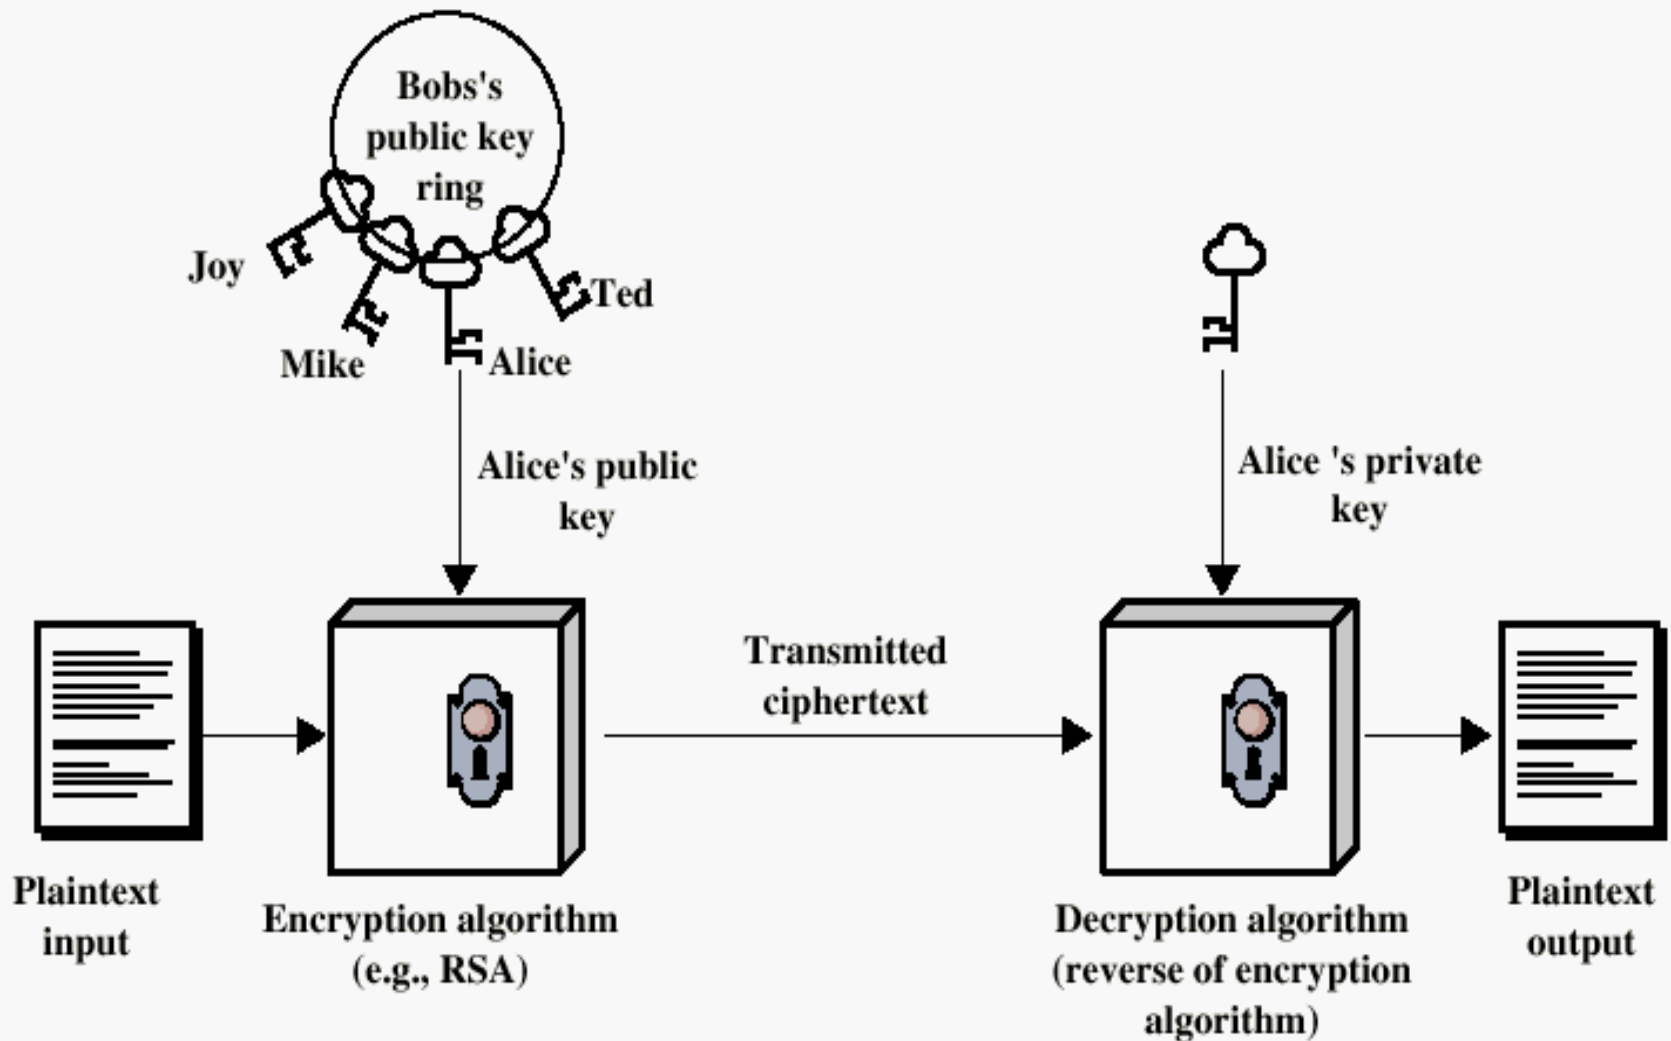 Bobs's
public key
ring
Joy
Ted
Mike
Alice
Alice's public
key
Alice 's private
key
Transmitted
ciphertext
Plaintext
input
Encryption algorithm
(e.g., RSA)
Decryption algorithm
(reverse of encryption
algorithm)
Plaintext
output